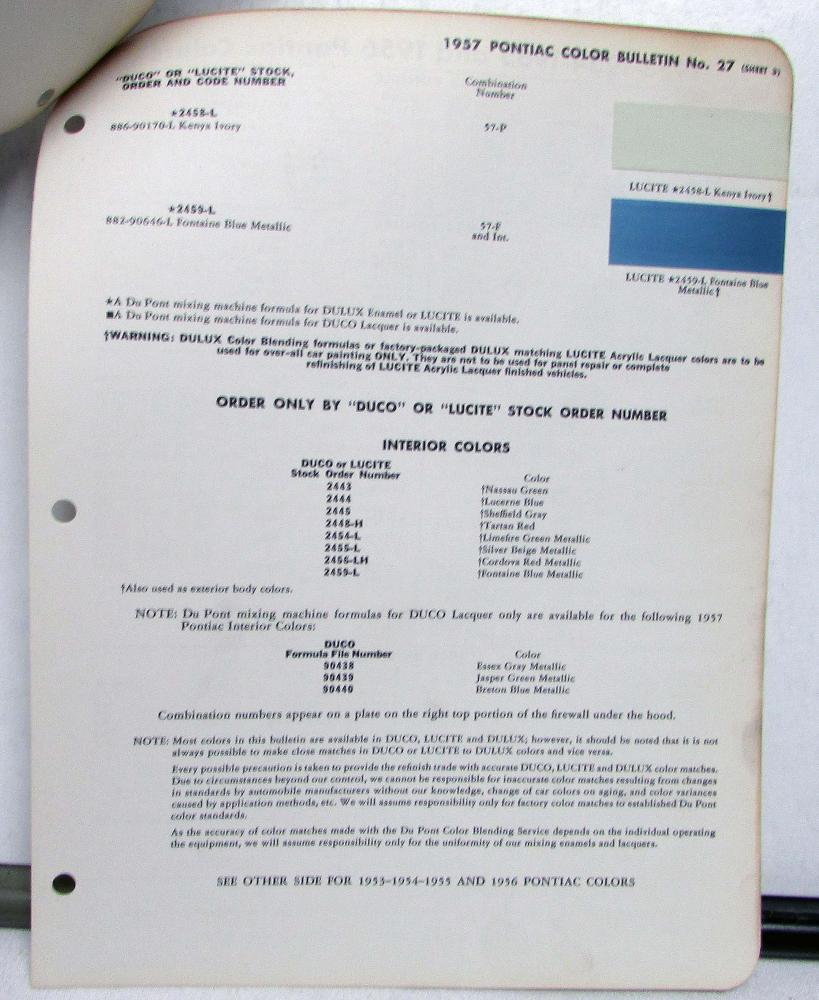 1957 PONTIAC COLOR BULLETIN No. 27 (SHEET 3)
"DUCO" OR "LUCITE" STOCK,
ORDER AND CODE NUMBER
Combination
Number
★2458-L
886-90170-L Kenya Ivory
57-P
LUCITE ★2458-L Kenya Ivory†
★2459-L
882-90646-L Fontaine Blue Metallic
57-F
and Int.
LUCITE ★2459-L Fontaine Blue
Metallic†
★A Du Pont mixing machine formula for DULUX Enamel or LUCITE is available.
■A Du Pont mixing machine formula for DUCO Lacquer is available.
†WARNING: DULUX Color Blending formulas or factory-packaged DULUX matching LUCITE Acrylic Lacquer colors are to be
used for over-all car painting ONLY. They are not to be used for panel repair or complete
refinishing of LUCITE Acrylic Lacquer finished vehicles.
ORDER ONLY BY "DUCO" OR "LUCITE" STOCK ORDER NUMBER
INTERIOR COLORS
DUCO or LUCITE
Stock Order Number
Color
2443 †Nassau Green
2444 †Lucerne Blue
2445 †Sheffield Gray
2448-H †Tartan Red
2454-L †Limefire Green Metallic
2455-L †Silver Beige Metallic
2456-LH †Cordova Red Metallic
2459-L †Fontaine Blue Metallic
†Also used as exterior body colors.
NOTE: Du Pont mixing machine formulas for DUCO Lacquer only are available for the following 1957
Pontiac Interior Colors:
DUCO
Formula File Number
Color
90438 Essex Gray Metallic
90439 Jasper Green Metallic
90440 Breton Blue Metallic
Combination numbers appear on a plate on the right top portion of the firewall under the hood.
NOTE: Most colors in this bulletin are available in DUCO, LUCITE and DULUX; however, it should be noted that it is not
always possible to make close matches in DUCO or LUCITE to DULUX colors and vice versa.
Every possible precaution is taken to provide the refinish trade with accurate DUCO, LUCITE and DULUX color matches.
Due to circumstances beyond our control, we cannot be responsible for inaccurate color matches resulting from changes
in standards by automobile manufacturers without our knowledge, change of car colors on aging, and color variances
caused by application methods, etc. We will assume responsibility only for factory color matches to established Du Pont
color standards.
As the accuracy of color matches made with the Du Pont Color Blending Service depends on the individual operating
the equipment, we will assume responsibility only for the uniformity of our mixing enamels and lacquers.
SEE OTHER SIDE FOR 1953-1954-1955 AND 1956 PONTIAC COLORS